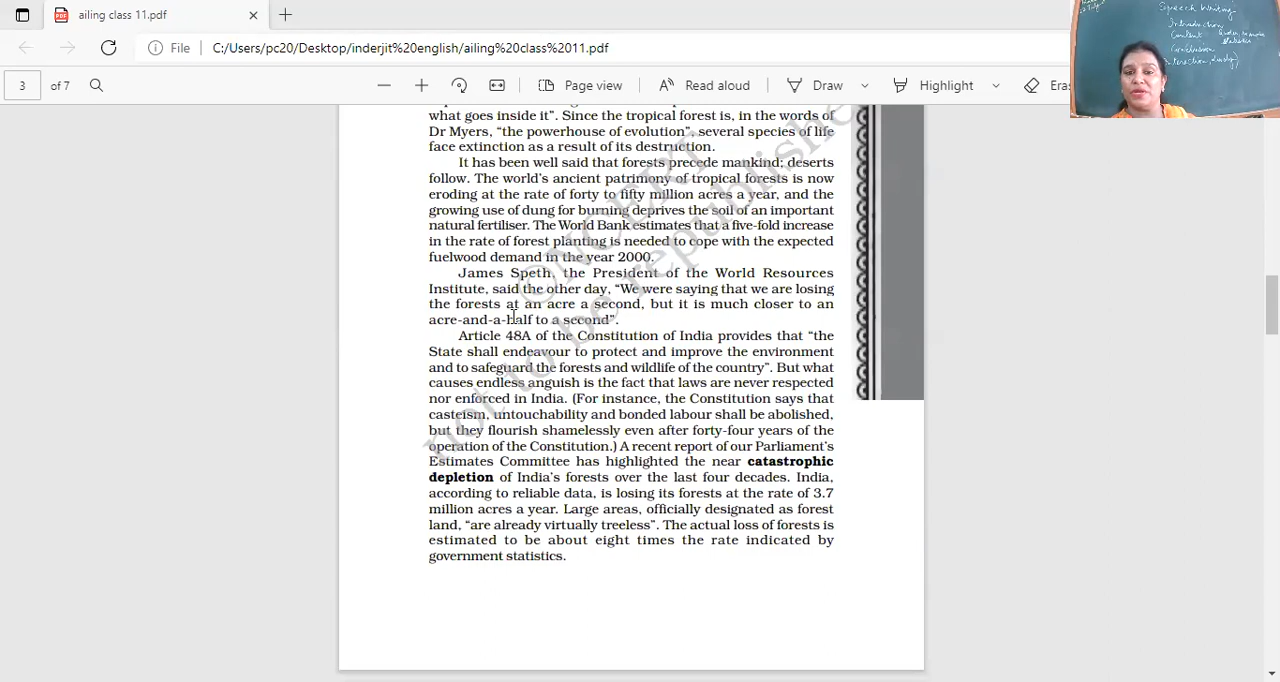 ailing class 11.pdf
File
C:/Users/pc20/Desktop/inderjit%20english/ailing%20class%2011.pdf
3 of 7
Page view
Read aloud
Draw
Highlight
Eras
Speech Writing
Introduction
Content
Conclusion
what goes inside it". Since the tropical forest is, in the words of
Dr Myers, "the powerhouse of evolution", several species of life
face extinction as a result of its destruction.
It has been well said that forests precede mankind; deserts
follow. The world's ancient patrimony of tropical forests is now
eroding at the rate of forty to fifty million acres a year, and the
growing use of dung for burning deprives the soil of an important
natural fertiliser. The World Bank estimates that a five-fold increase
in the rate of forest planting is needed to cope with the expected
fuelwood demand in the year 2000.
James Speth, the President of the World Resources
Institute, said the other day, "We were saying that we are losing
the forests at an acre a second, but it is much closer to an
acre-and-a-half to a second".
Article 48A of the Constitution of India provides that "the
State shall endeavour to protect and improve the environment
and to safeguard the forests and wildlife of the country". But what
causes endless anguish is the fact that laws are never respected
nor enforced in India. (For instance, the Constitution says that
casteism, untouchability and bonded labour shall be abolished,
but they flourish shamelessly even after forty-four years of the
operation of the Constitution.) A recent report of our Parliament's
Estimates Committee has highlighted the near catastrophic
depletion of India's forests over the last four decades. India,
according to reliable data, is losing its forests at the rate of 3.7
million acres a year. Large areas, officially designated as forest
land, "are already virtually treeless". The actual loss of forests is
estimated to be about eight times the rate indicated by
government statistics.
©NCERT
not to be republishe